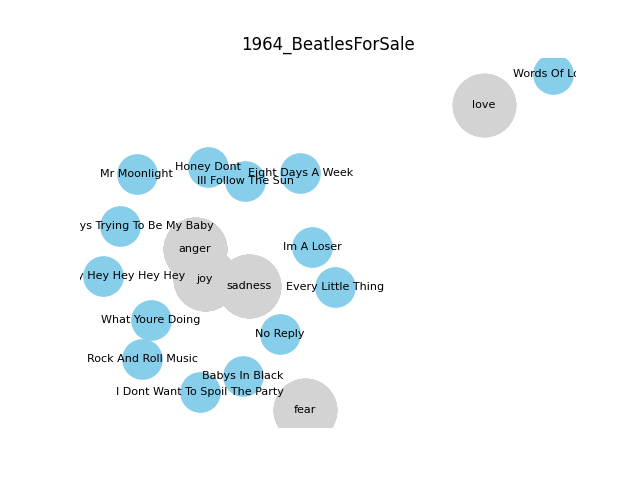 1964_BeatlesForSale
Words Of Lo
love
Honey Dont
Mr Moonlight
Eight Days A Week
Ill Follow The Sun
ys Trying To Be My Baby
anger
Im A Loser
y Hey Hey Hey Hey
joy
sadness
Every Little Thing
What Youre Doing
No Reply
Rock And Roll Music
Babys In Black
I Dont Want To Spoil The Party
fear